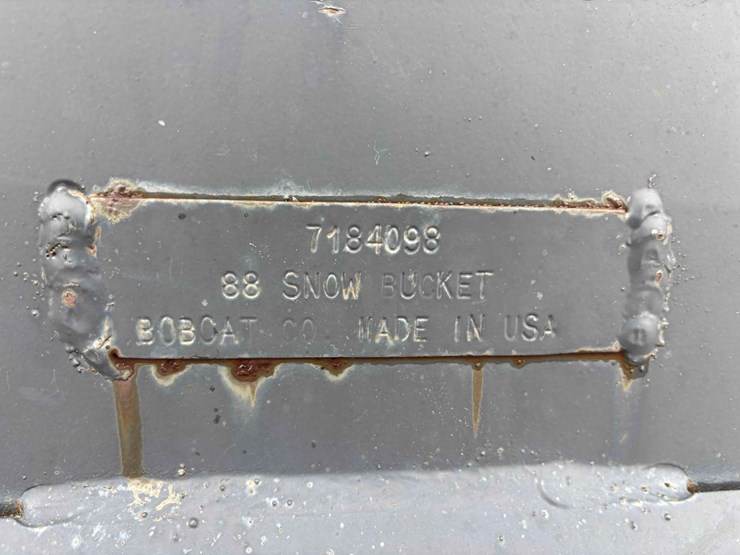 7184098
88 SNOW BUCKET
BOBCAT CO. MADE IN USA